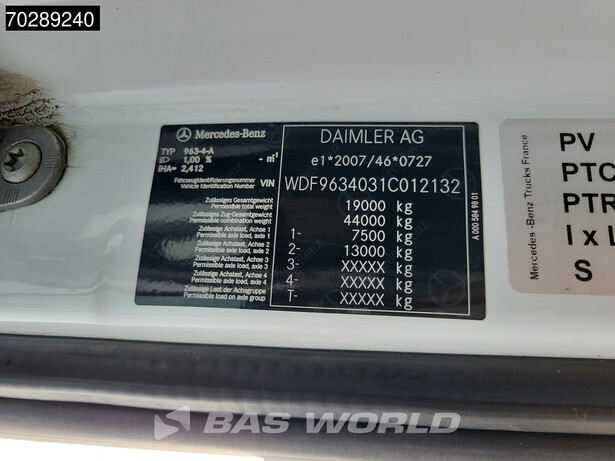 70289240
Mercedes-Benz
TYP 963-4-A
1,00 % - m⁻¹
IHA= 2,412
Fahrzeugidentifizierungsnummer
Vehicle Identification Number VIN
Zulässiges Gesamtgewicht
Permissible total weight
Zulässiges Zug-Gesamtgewicht
Permissible combination weight
Zulässige Achslast, Achse 1
Permissible axle load, axle 1
Zulässige Achslast, Achse 2
Permissible axle load, axle 2
Zulässige Achslast, Achse 3
Permissible axle load, axle 3
Zulässige Achslast, Achse 4
Permissible axle load, axle 4
Zulässige Last der Achsgruppe
Permissible load on axle group
DAIMLER AG
e1*2007/46*0727
WDF9634031C012132
19000 kg
44000 kg
1- 7500 kg
2- 13000 kg
3- XXXXX kg
4- XXXXX kg
T- XXXXX kg
A 000 584 98 01
Mercedes-Benz Trucks France
PV
PTC
PTR
l x L
S
BAS WORLD